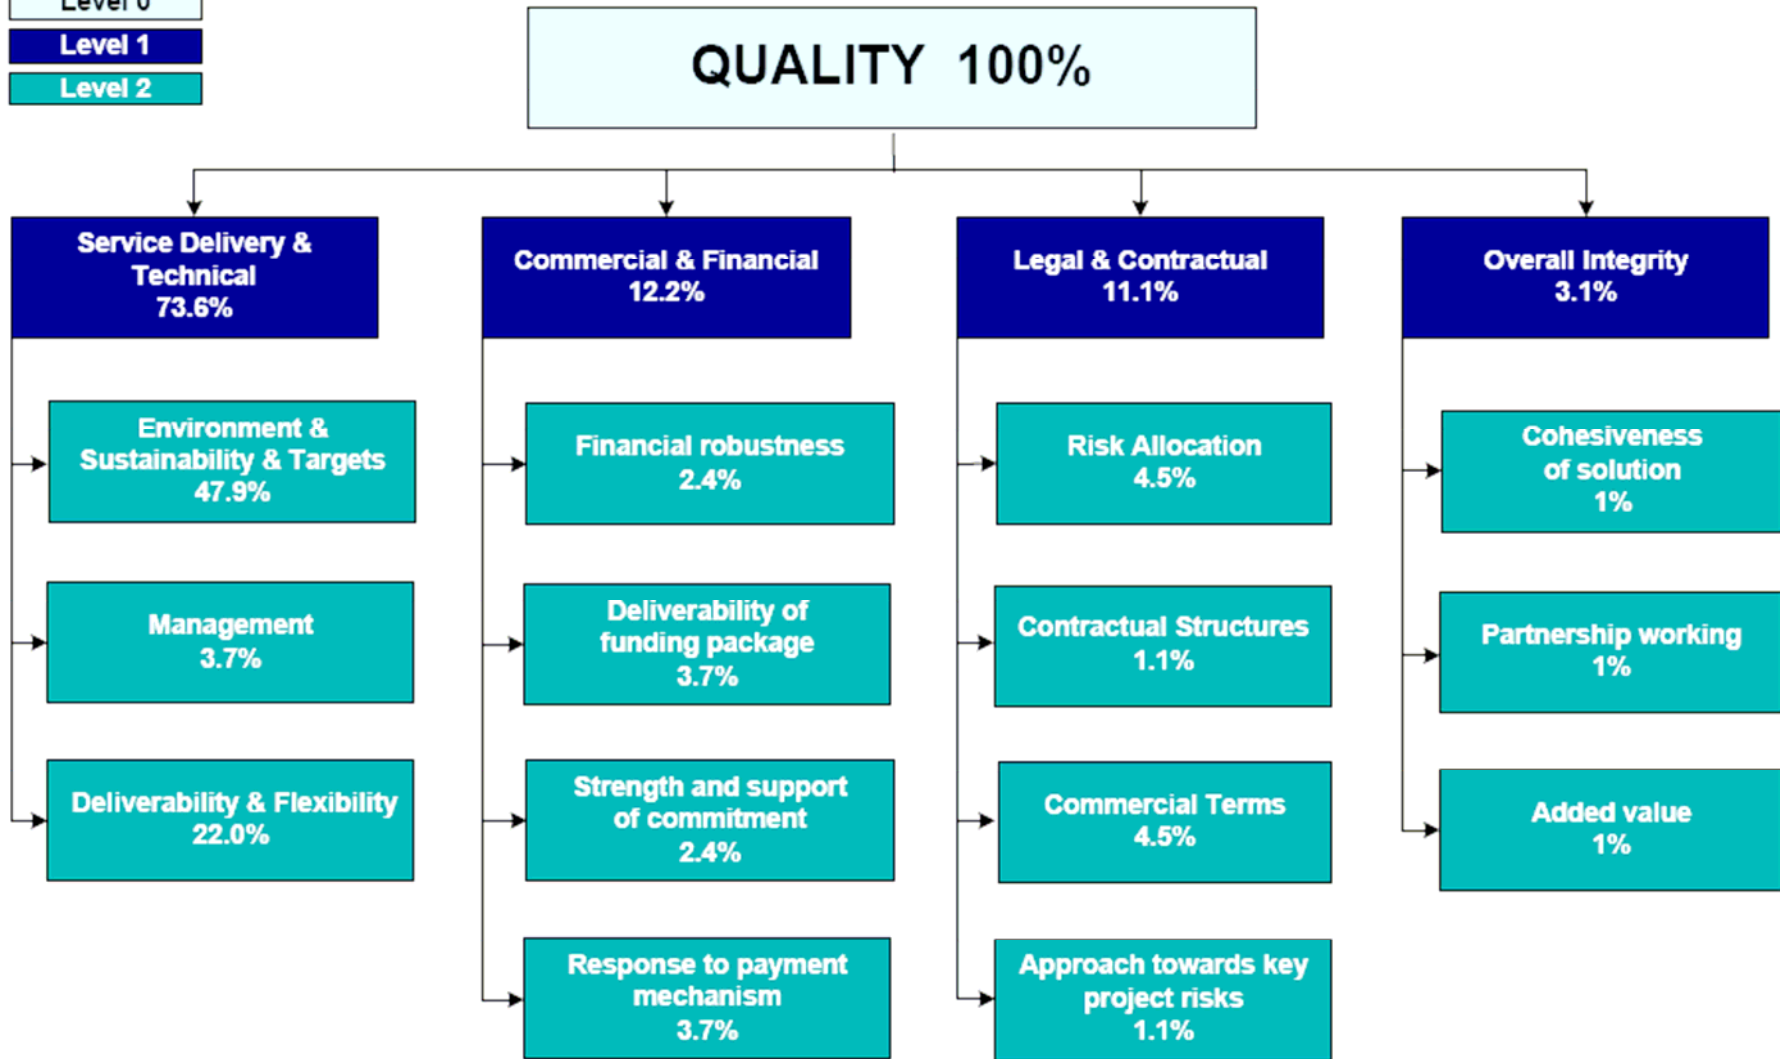 Level 0
Level 1
Level 2
QUALITY 100%
Service Delivery &
Technical
73.6%
Environment &
Sustainability & Targets
47.9%
Management
3.7%
Deliverability & Flexibility
22.0%
Commercial & Financial
12.2%
Financial robustness
2.4%
Deliverability of
funding package
3.7%
Strength and support
of commitment
2.4%
Response to payment
mechanism
3.7%
Legal & Contractual
11.1%
Risk Allocation
4.5%
Contractual Structures
1.1%
Commercial Terms
4.5%
Approach towards key
project risks
1.1%
Overall Integrity
3.1%
Cohesiveness
of solution
1%
Partnership working
1%
Added value
1%